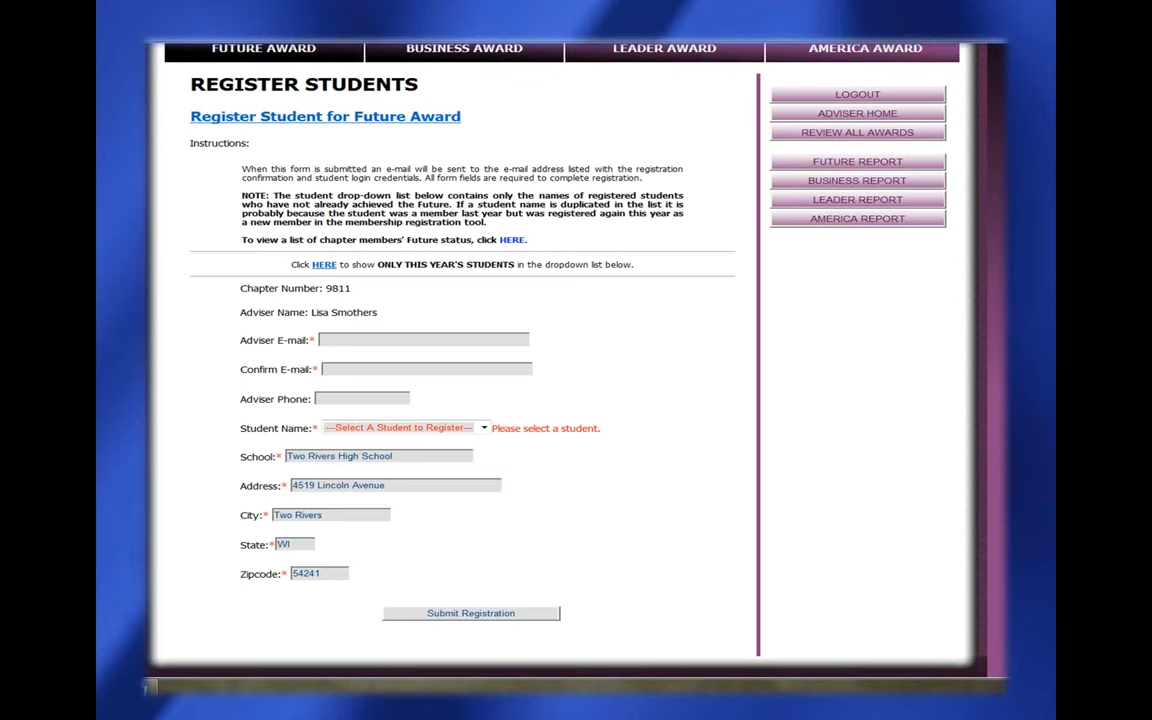 FUTURE AWARD BUSINESS AWARD LEADER AWARD AMERICA AWARD
REGISTER STUDENTS
Register Student for Future Award
Instructions:
When this form is submitted an e-mail will be sent to the e-mail address listed with the registration
confirmation and student login credentials. All form fields are required to complete registration.
NOTE: The student drop-down list below contains only the names of registered students
who have not already achieved the Future. If a student name is duplicated in the list it is
probably because the student was a member last year but was registered again this year as
a new member in the membership registration tool.
To view a list of chapter members' Future status, click HERE.
Click HERE to show ONLY THIS YEAR'S STUDENTS in the dropdown list below.
Chapter Number: 9811
Adviser Name: Lisa Smothers
Adviser E-mail:*
Confirm E-mail:*
Adviser Phone:
Student Name:* ---Select A Student to Register--- Please select a student.
School:* Two Rivers High School
Address:* 4519 Lincoln Avenue
City:* Two Rivers
State:* WI
Zipcode:* 54241
Submit Registration
LOGOUT
ADVISER HOME
REVIEW ALL AWARDS
FUTURE REPORT
BUSINESS REPORT
LEADER REPORT
AMERICA REPORT